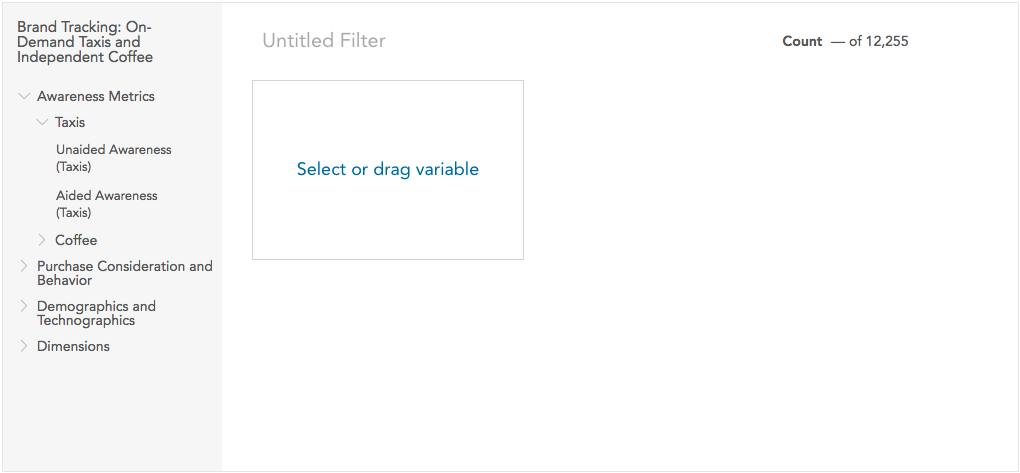 Brand Tracking: On-
Demand Taxis and
Independent Coffee
Awareness Metrics
Taxis
Unaided Awareness
(Taxis)
Aided Awareness
(Taxis)
Coffee
Purchase Consideration and
Behavior
Demographics and
Technographics
Dimensions
Untitled Filter
Count — of 12,255
Select or drag variable